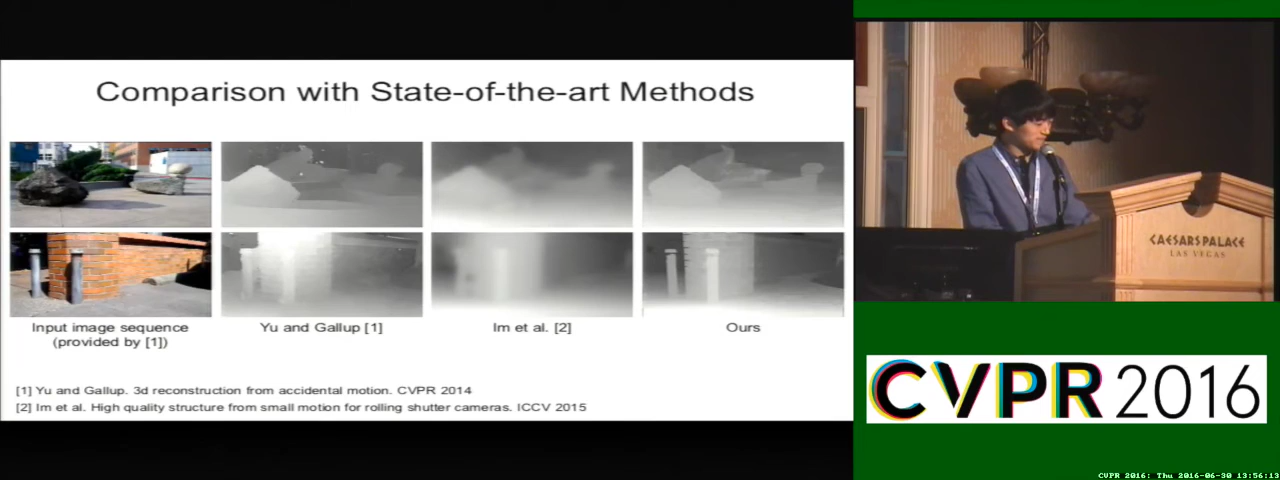 Comparison with State-of-the-art Methods
Input image sequence
(provided by [1])
Yu and Gallup [1]
Im et al. [2]
Ours
[1] Yu and Gallup. 3d reconstruction from accidental motion. CVPR 2014
[2] Im et al. High quality structure from small motion for rolling shutter cameras. ICCV 2015
CAESARS PALACE
LAS VEGAS
CVPR 2016
CVPR 2016: Thu 2016-06-30 13:56:13